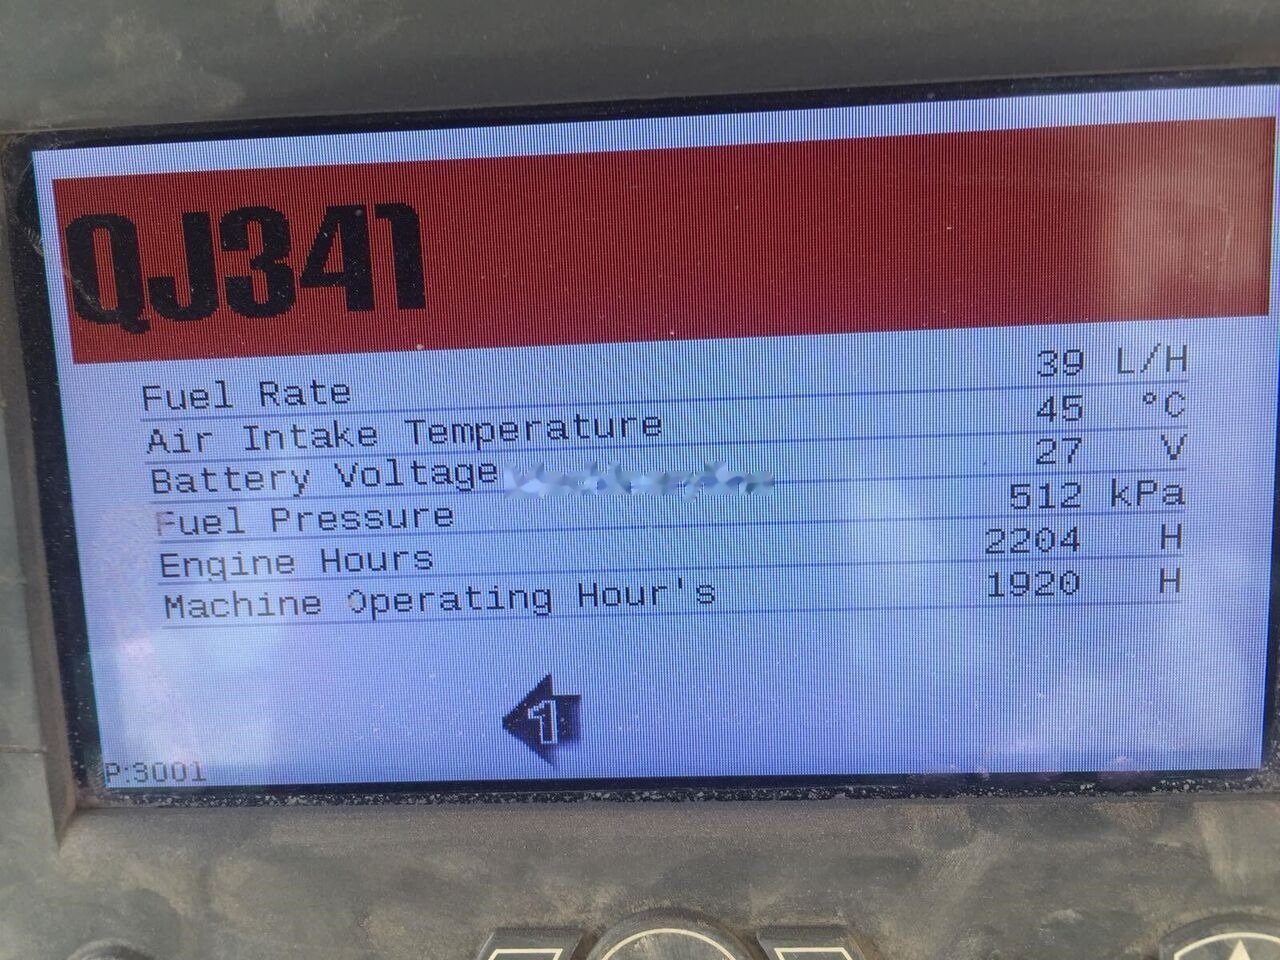 QJ341
Fuel Rate 39 L/H
Air Intake Temperature 45 °C
Battery Voltage 27 V
Fuel Pressure 512 kPa
Engine Hours 2204 H
Machine Operating Hour's 1920 H
1
P:3001